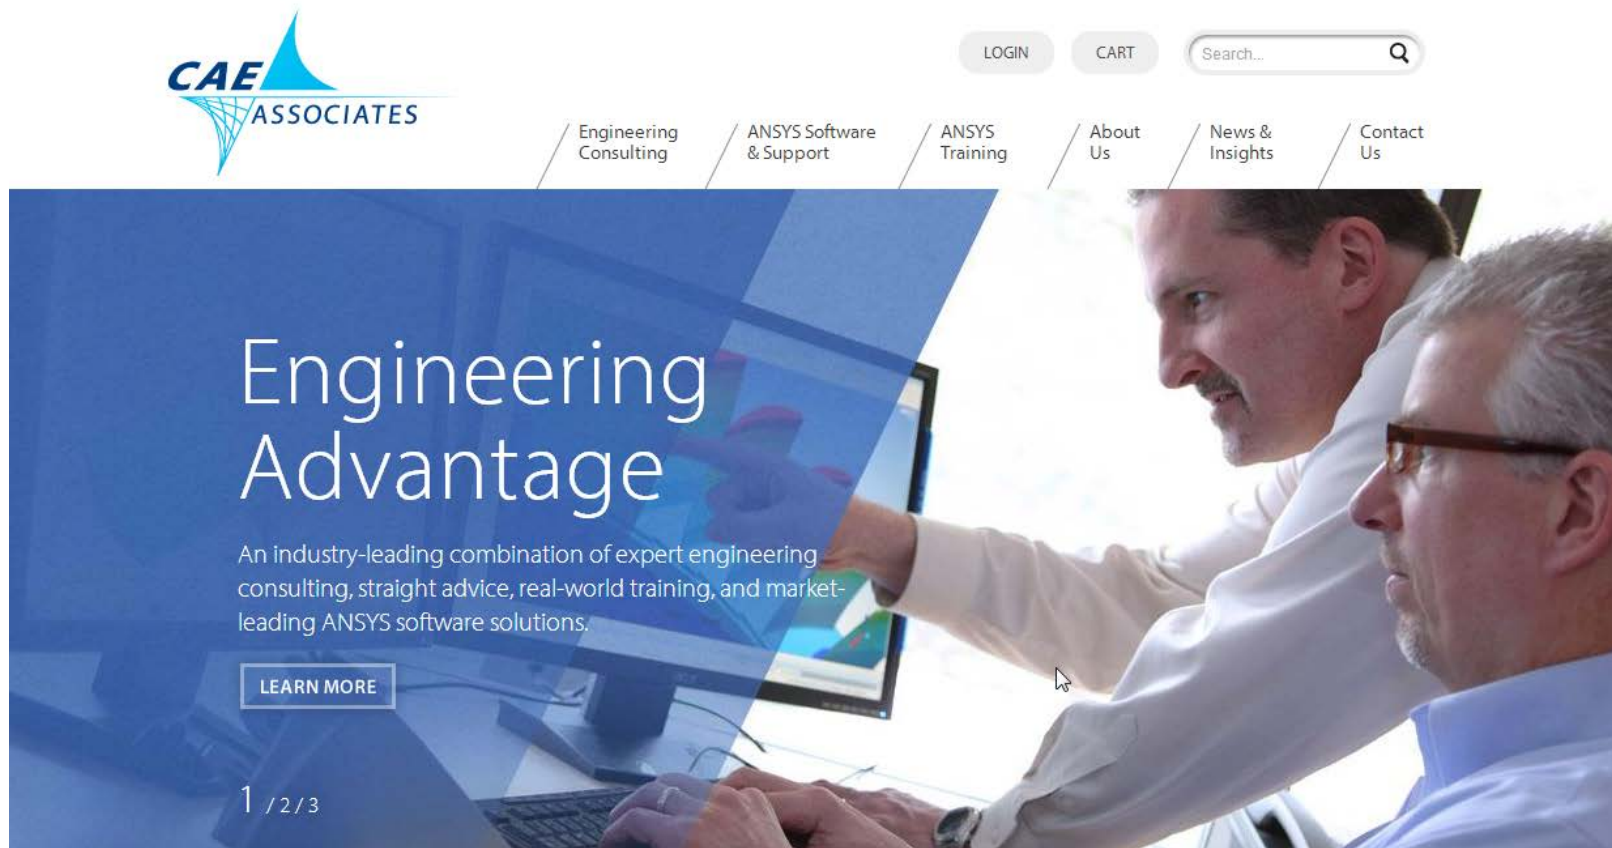 CAE
ASSOCIATES
LOGIN
CART
Search...
Engineering
Consulting
ANSYS Software
& Support
ANSYS
Training
About
Us
News &
Insights
Contact
Us
Engineering
Advantage
An industry-leading combination of expert engineering
consulting, straight advice, real-world training, and market-
leading ANSYS software solutions.
LEARN MORE
1 / 2 / 3